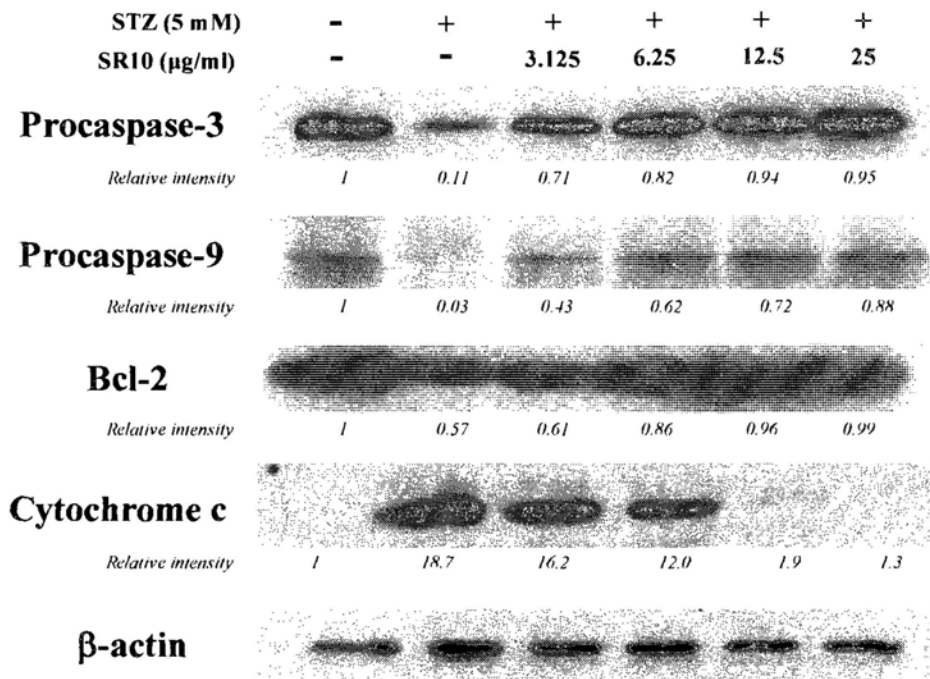 STZ (5 mM) - + + + + +
SR10 (μg/ml) - - 3.125 6.25 12.5 25
Procaspase-3
Relative intensity 1 0.11 0.71 0.82 0.94 0.95
Procaspase-9
Relative intensity 1 0.03 0.43 0.62 0.72 0.88
Bcl-2
Relative intensity 1 0.57 0.61 0.86 0.96 0.99
Cytochrome c
Relative intensity 1 18.7 16.2 12.0 1.9 1.3
β-actin